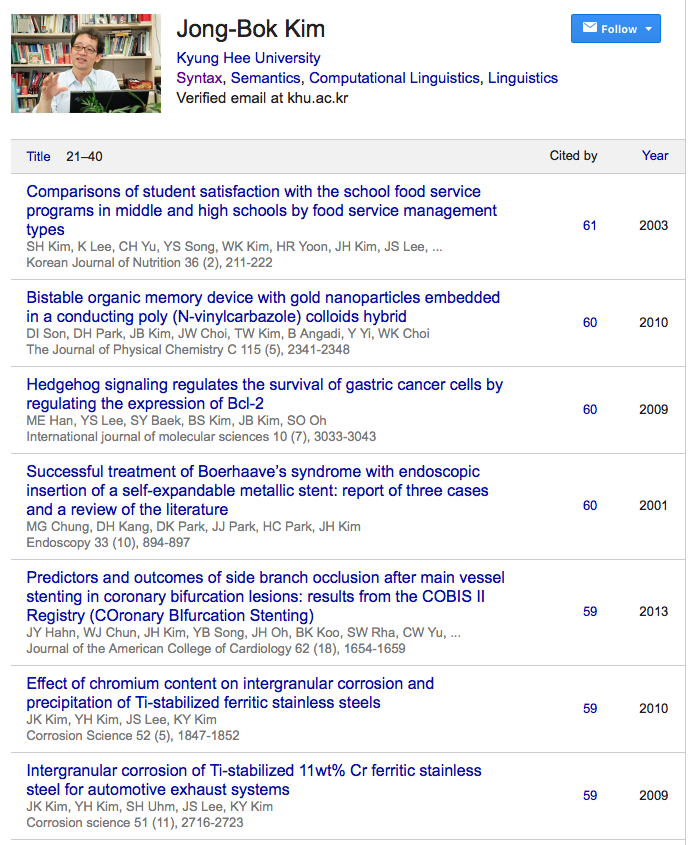 Jong-Bok Kim
Follow
Kyung Hee University
Syntax, Semantics, Computational Linguistics, Linguistics
Verified email at khu.ac.kr
Title 21–40 Cited by Year
Comparisons of student satisfaction with the school food service
programs in middle and high schools by food service management
types
SH Kim, K Lee, CH Yu, YS Song, WK Kim, HR Yoon, JH Kim, JS Lee, ...
Korean Journal of Nutrition 36 (2), 211-222
61 2003
Bistable organic memory device with gold nanoparticles embedded
in a conducting poly (N-vinylcarbazole) colloids hybrid
DI Son, DH Park, JB Kim, JW Choi, TW Kim, B Angadi, Y Yi, WK Choi
The Journal of Physical Chemistry C 115 (5), 2341-2348
60 2010
Hedgehog signaling regulates the survival of gastric cancer cells by
regulating the expression of Bcl-2
ME Han, YS Lee, SY Baek, BS Kim, JB Kim, SO Oh
International journal of molecular sciences 10 (7), 3033-3043
60 2009
Successful treatment of Boerhaave's syndrome with endoscopic
insertion of a self-expandable metallic stent: report of three cases
and a review of the literature
MG Chung, DH Kang, DK Park, JJ Park, HC Park, JH Kim
Endoscopy 33 (10), 894-897
60 2001
Predictors and outcomes of side branch occlusion after main vessel
stenting in coronary bifurcation lesions: results from the COBIS II
Registry (COronary BIfurcation Stenting)
JY Hahn, WJ Chun, JH Kim, YB Song, JH Oh, BK Koo, SW Rha, CW Yu, ...
Journal of the American College of Cardiology 62 (18), 1654-1659
59 2013
Effect of chromium content on intergranular corrosion and
precipitation of Ti-stabilized ferritic stainless steels
JK Kim, YH Kim, JS Lee, KY Kim
Corrosion Science 52 (5), 1847-1852
59 2010
Intergranular corrosion of Ti-stabilized 11wt% Cr ferritic stainless
steel for automotive exhaust systems
JK Kim, YH Kim, SH Uhm, JS Lee, KY Kim
Corrosion science 51 (11), 2716-2723
59 2009